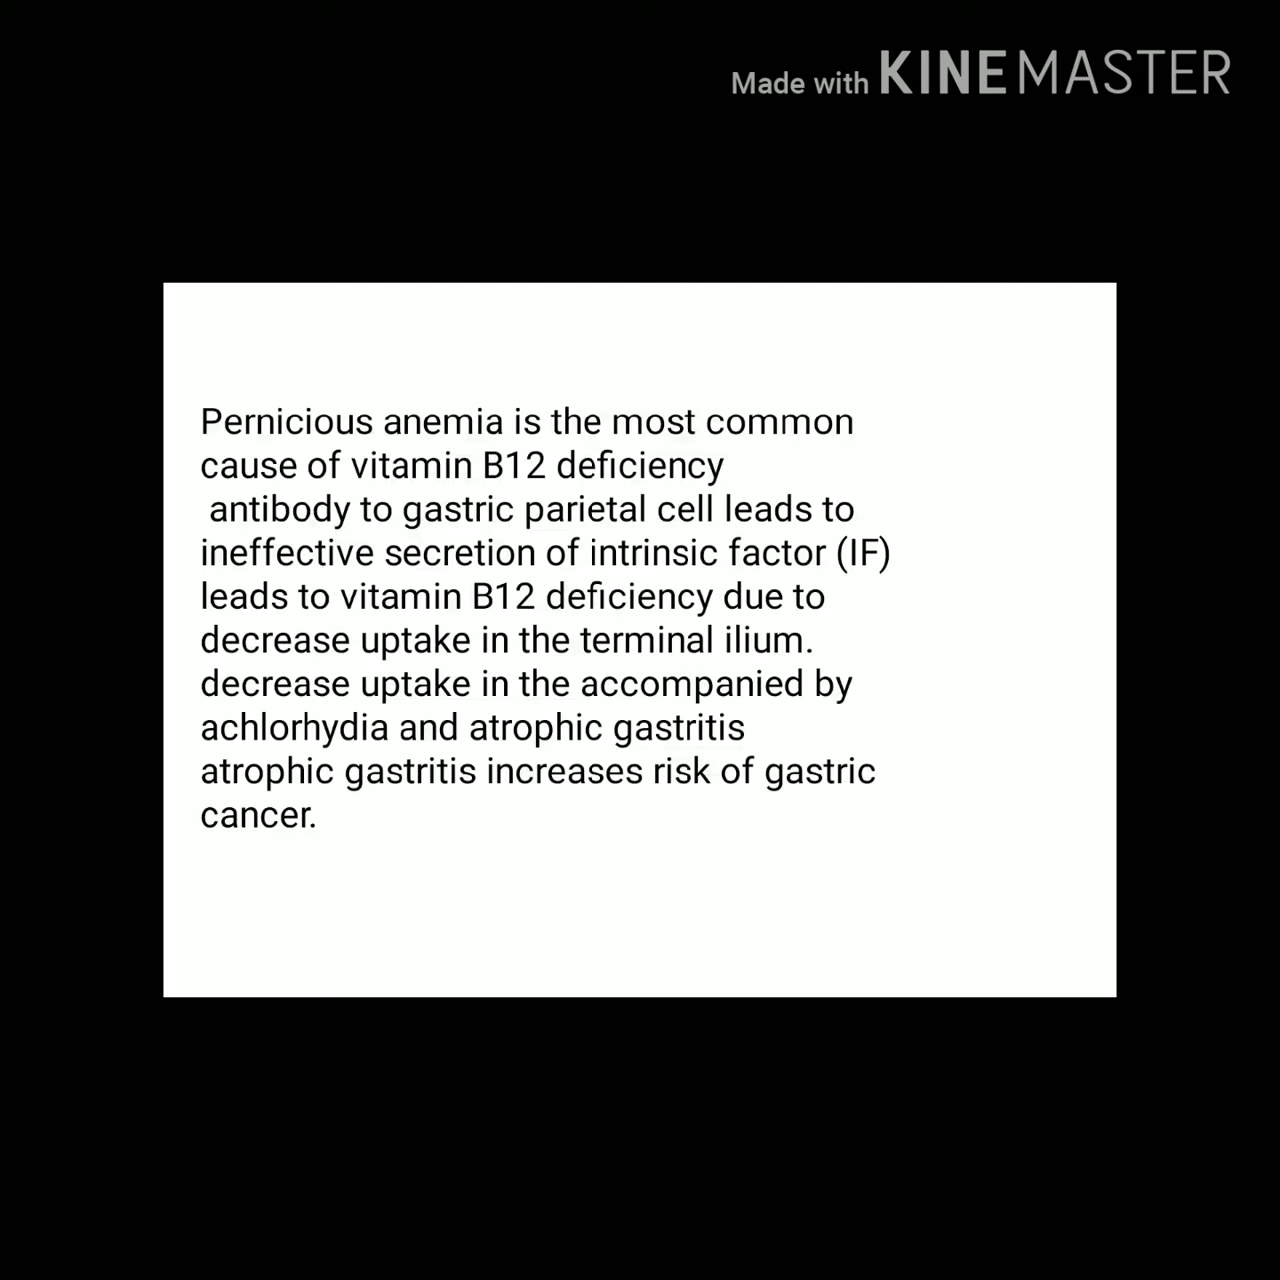 Made with KINEMASTER
Pernicious anemia is the most common
cause of vitamin B12 deficiency
antibody to gastric parietal cell leads to
ineffective secretion of intrinsic factor (IF)
leads to vitamin B12 deficiency due to
decrease uptake in the terminal ilium.
decrease uptake in the accompanied by
achlorhydia and atrophic gastritis
atrophic gastritis increases risk of gastric
cancer.